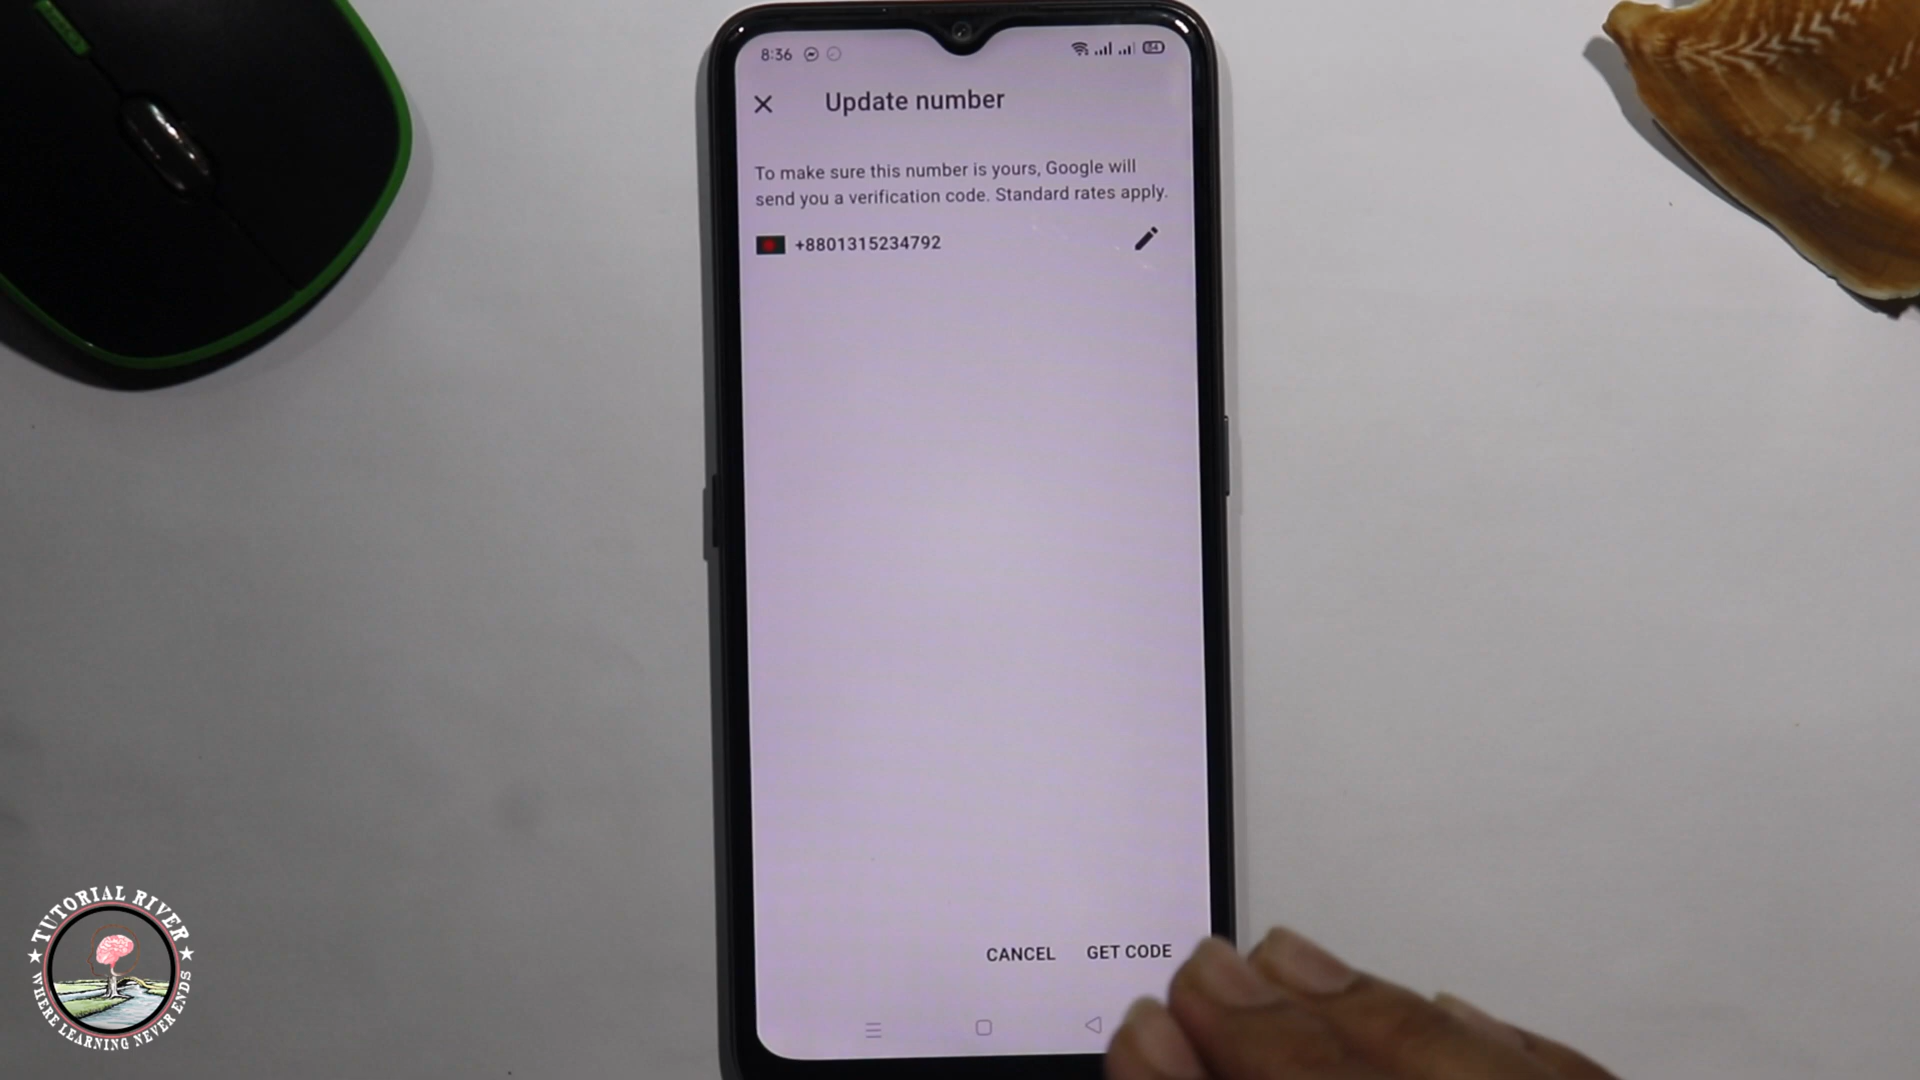 8:36
54
Update number
To make sure this number is yours, Google will
send you a verification code. Standard rates apply.
+8801315234792
CANCEL GET CODE
TUTORIAL RIVER
WHERE LEARNING NEVER ENDS